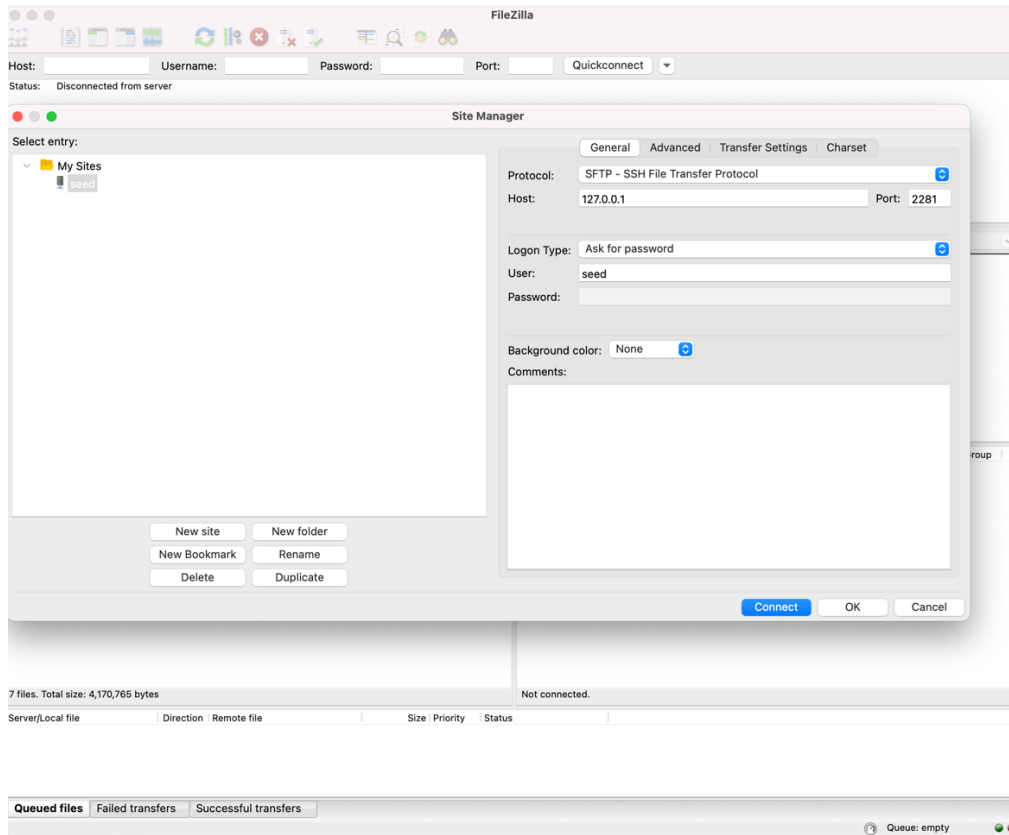 FileZilla
Host: Username: Password: Port: Quickconnect
Status: Disconnected from server
Site Manager
Select entry:
My Sites
seed
General Advanced Transfer Settings Charset
Protocol: SFTP - SSH File Transfer Protocol
Host: 127.0.0.1 Port: 2281
Logon Type: Ask for password
User: seed
Password:
Background color: None
Comments:
New site New folder
New Bookmark Rename
Delete Duplicate
Connect OK Cancel
7 files. Total size: 4,170,765 bytes Not connected.
Server/Local file Direction Remote file Size Priority Status
Queued files Failed transfers Successful transfers
Queue: empty